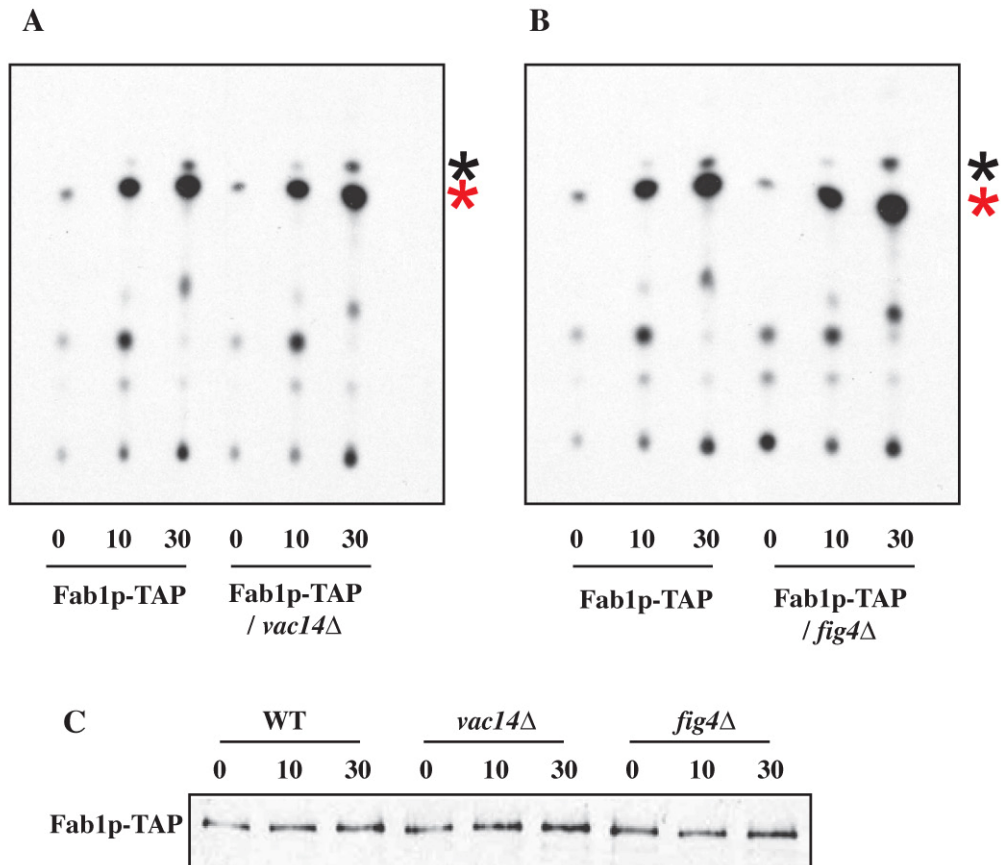 A
B
*
*
*
*
0 10 30 0 10 30
Fab1p-TAP Fab1p-TAP
/ vac14Δ
0 10 30 0 10 30
Fab1p-TAP Fab1p-TAP
/ fig4Δ
C
WT vac14Δ fig4Δ
0 10 30 0 10 30 0 10 30
Fab1p-TAP